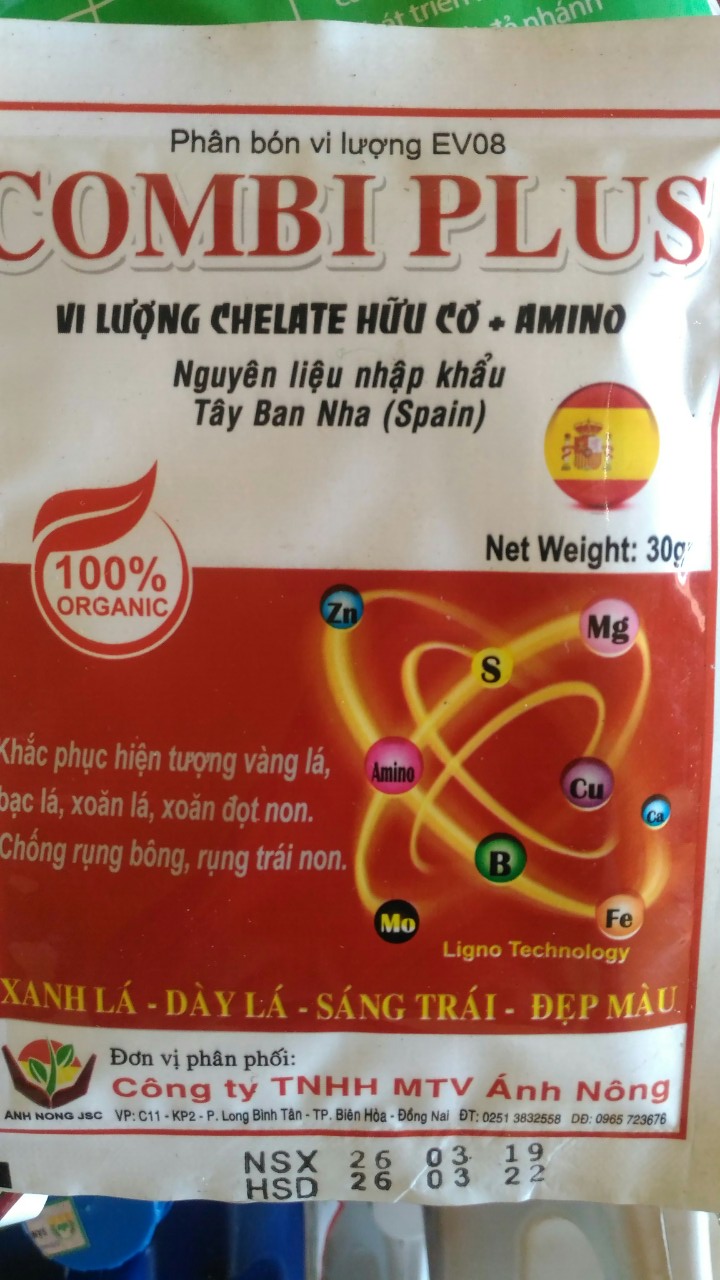 át triển
đẻ nhánh
Phân bón vi lượng EV08
COMBI PLUS
VI LƯỢNG CHELATE HỮU CƠ + AMINO
Nguyên liệu nhập khẩu
Tây Ban Nha (Spain)
Net Weight: 30g
100%
ORGANIC
Zn
Mg
S
Amino
Cu
Ca
B
Mo
Fe
Ligno Technology
Khắc phục hiện tượng vàng lá,
bạc lá, xoăn lá, xoăn đọt non.
Chống rụng bông, rụng trái non.
XANH LÁ - DÀY LÁ - SÁNG TRÁI - ĐẸP MÀU
Đơn vị phân phối:
Công ty TNHH MTV Ánh Nông
ANH NONG JSC
VP: C11 - KP2 - P. Long Bình Tân - TP. Biên Hòa - Đồng Nai ĐT: 0251 3832558 DĐ: 0965 723676
NSX 26 03 19
HSD 26 03 22